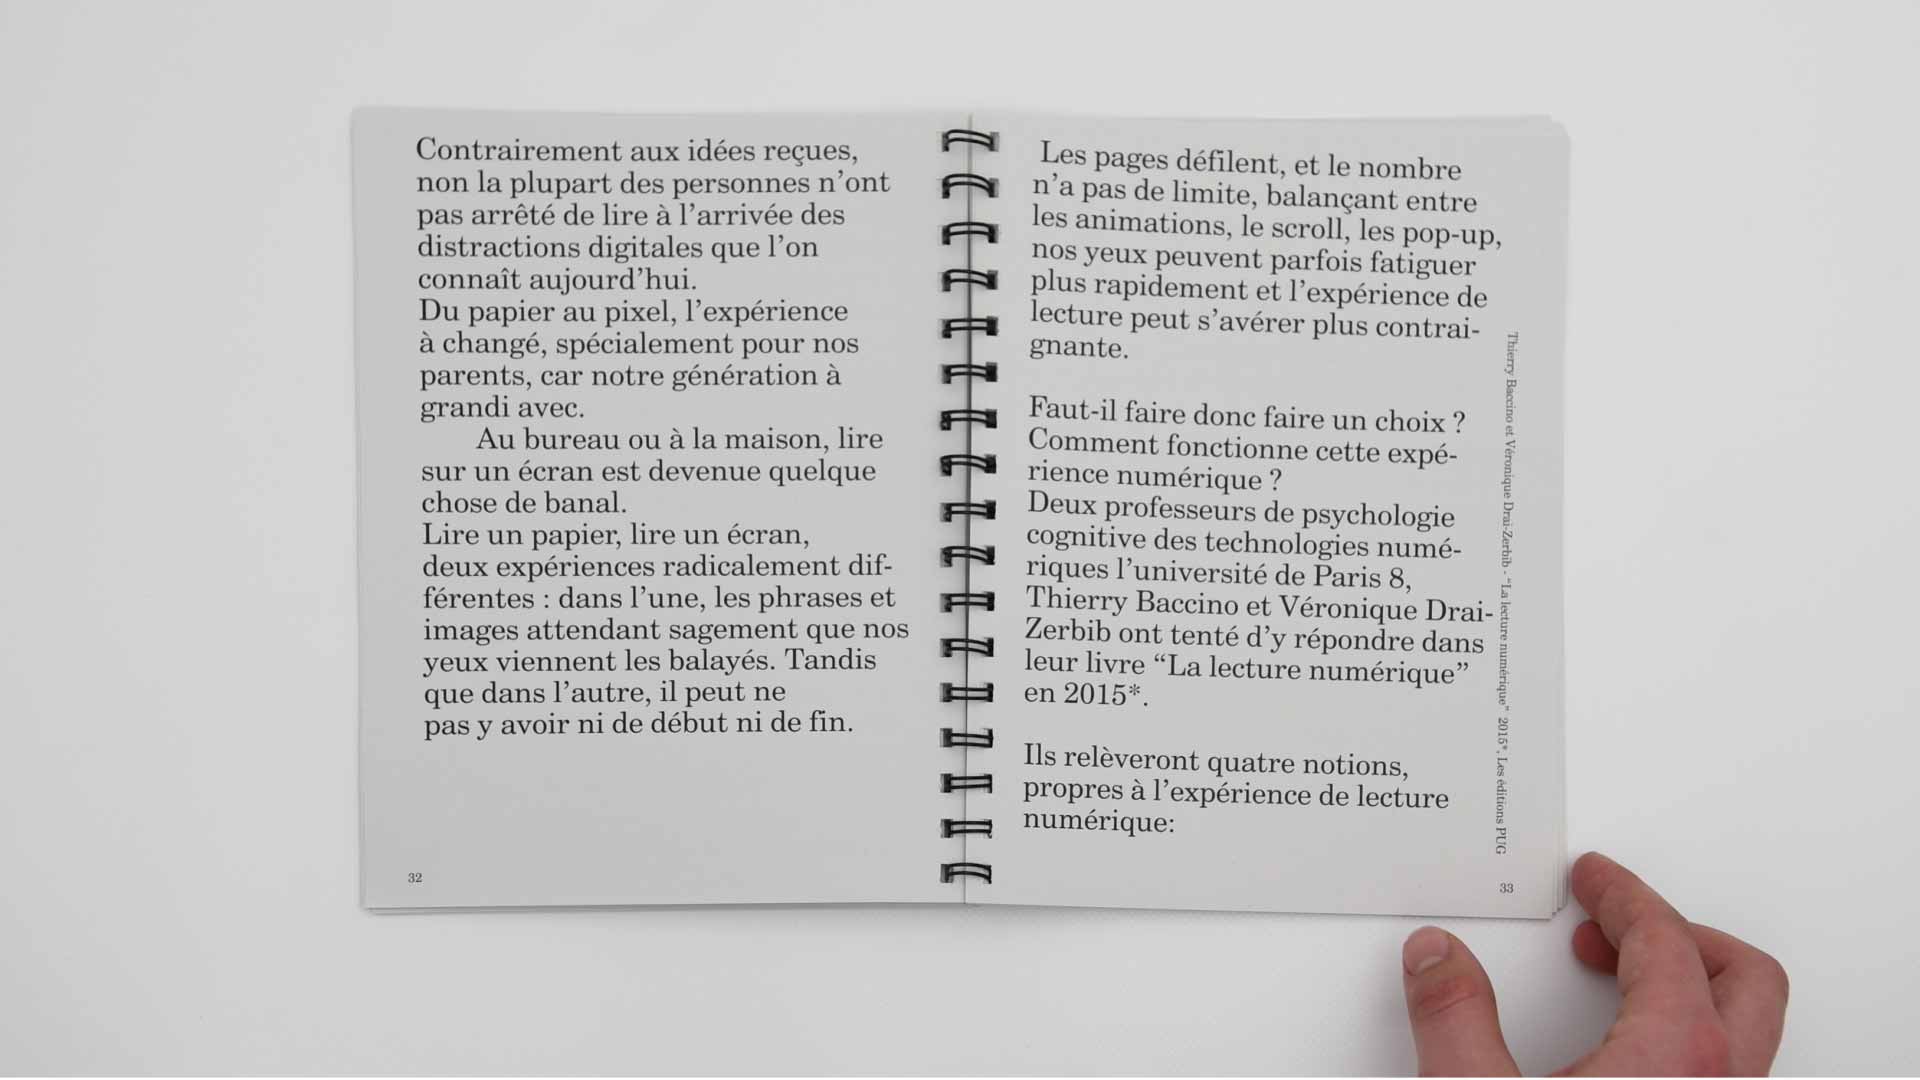 Contrairement aux idées reçues,
non la plupart des personnes n’ont
pas arrêté de lire à l’arrivée des
distractions digitales que l’on
connaît aujourd’hui.
Du papier au pixel, l’expérience
à changé, spécialement pour nos
parents, car notre génération à
grandi avec.
Au bureau ou à la maison, lire
sur un écran est devenue quelque
chose de banal.
Lire un papier, lire un écran,
deux expériences radicalement dif-
férentes : dans l’une, les phrases et
images attendant sagement que nos
yeux viennent les balayés. Tandis
que dans l’autre, il peut ne
pas y avoir ni de début ni de fin.
32
Les pages défilent, et le nombre
n’a pas de limite, balançant entre
les animations, le scroll, les pop-up,
nos yeux peuvent parfois fatiguer
plus rapidement et l’expérience de
lecture peut s’avérer plus contrai-
gnante.
Faut-il faire donc faire un choix ?
Comment fonctionne cette expé-
rience numérique ?
Deux professeurs de psychologie
cognitive des technologies numé-
riques l’université de Paris 8,
Thierry Baccino et Véronique Drai-
Zerbib ont tenté d’y répondre dans
leur livre “La lecture numérique”
en 2015*.
Ils relèveront quatre notions,
propres à l’expérience de lecture
numérique:
Thierry Baccino et Véronique Drai-Zerbib - “La lecture numérique” 2015*, Les éditions PUG
33